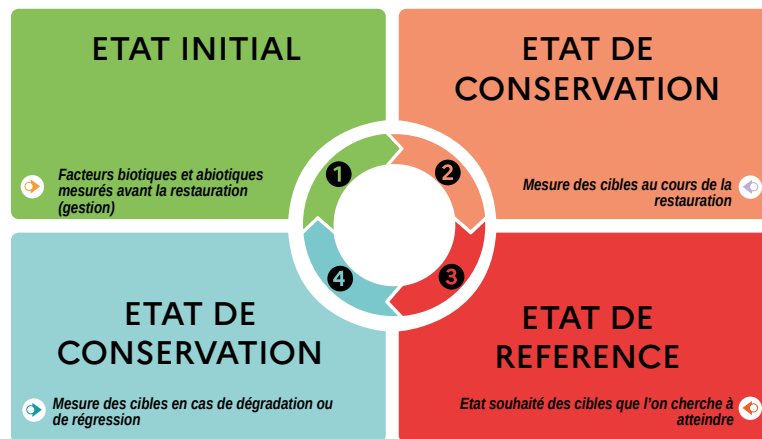 ETAT INITIAL
Facteurs biotiques et abiotiques
mesurés avant la restauration
(gestion)
ETAT DE
CONSERVATION
Mesure des cibles au cours de la
restauration
1
2
4
3
ETAT DE
CONSERVATION
Mesure des cibles en cas de dégradation ou
de régression
ETAT DE
REFERENCE
Etat souhaité des cibles que l'on cherche à
atteindre